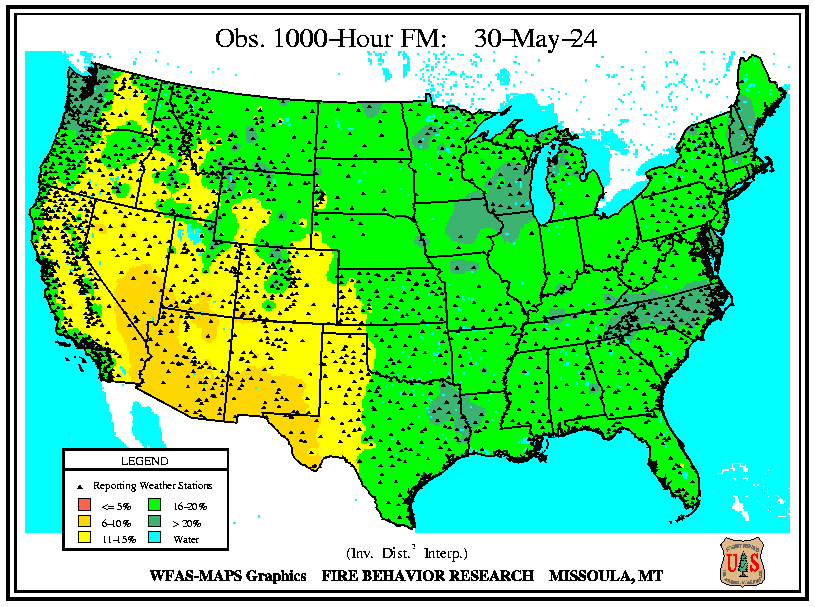 Obs. 1000-Hour FM: 30-May-24
LEGEND
Reporting Weather Stations
<= 5% 16-20%
6-10% > 20%
11-15% Water
(Inv. Dist.² Interp.)
WFAS-MAPS Graphics FIRE BEHAVIOR RESEARCH MISSOULA, MT
U S